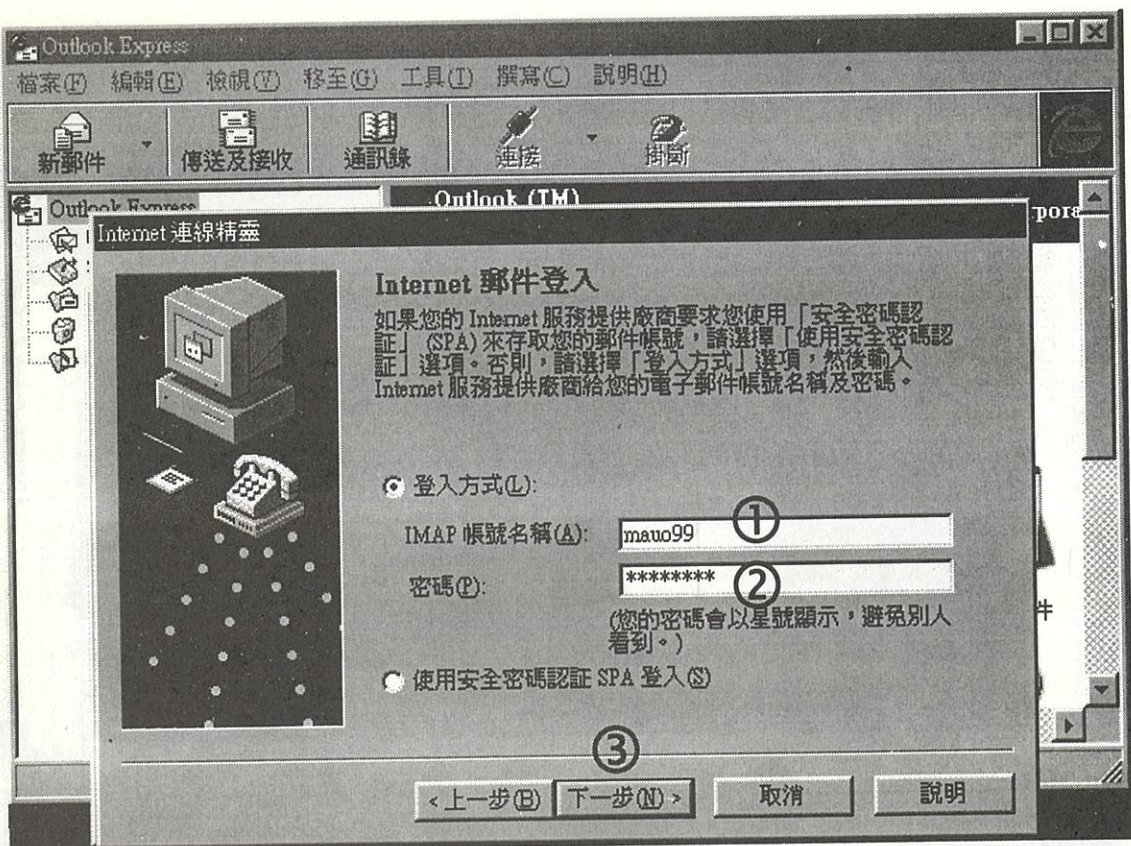 Outlook Express
檔案(F) 編輯(E) 檢視(V) 移至(G) 工具(T) 撰寫(C) 說明(H)
新郵件 傳送及接收 通訊錄 連接 掛斷
Outlook Express
Outlook (TM)
Internet 連線精靈
Internet 郵件登入
如果您的 Internet 服務提供廠商要求您使用「安全密碼認
証」 (SPA) 來存取您的郵件帳號,請選擇「使用安全密碼認
証」選項。否則,請選擇「登入方式」選項,然後輸入
Internet 服務提供廠商給您的電子郵件帳號名稱及密碼。
登入方式(L):
IMAP 帳號名稱(A): mauo99 ①
密碼(P): ******** ②
(您的密碼會以星號顯示,避免別人
看到。)
使用安全密碼認証 SPA 登入(S)
③
<上一步(B) 下一步(N)> 取消 說明
件